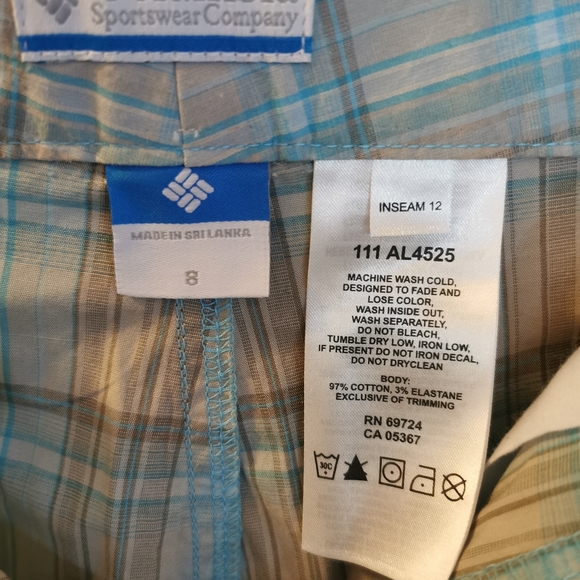 Sportswear Company
MADE IN SRI LANKA
8
INSEAM 12
111 AL4525
MACHINE WASH COLD,
DESIGNED TO FADE AND
LOSE COLOR,
WASH INSIDE OUT,
WASH SEPARATELY,
DO NOT BLEACH,
TUMBLE DRY LOW, IRON LOW,
IF PRESENT DO NOT IRON DECAL,
DO NOT DRYCLEAN
BODY:
97% COTTON, 3% ELASTANE
EXCLUSIVE OF TRIMMING
RN 69724
CA 05367
30C